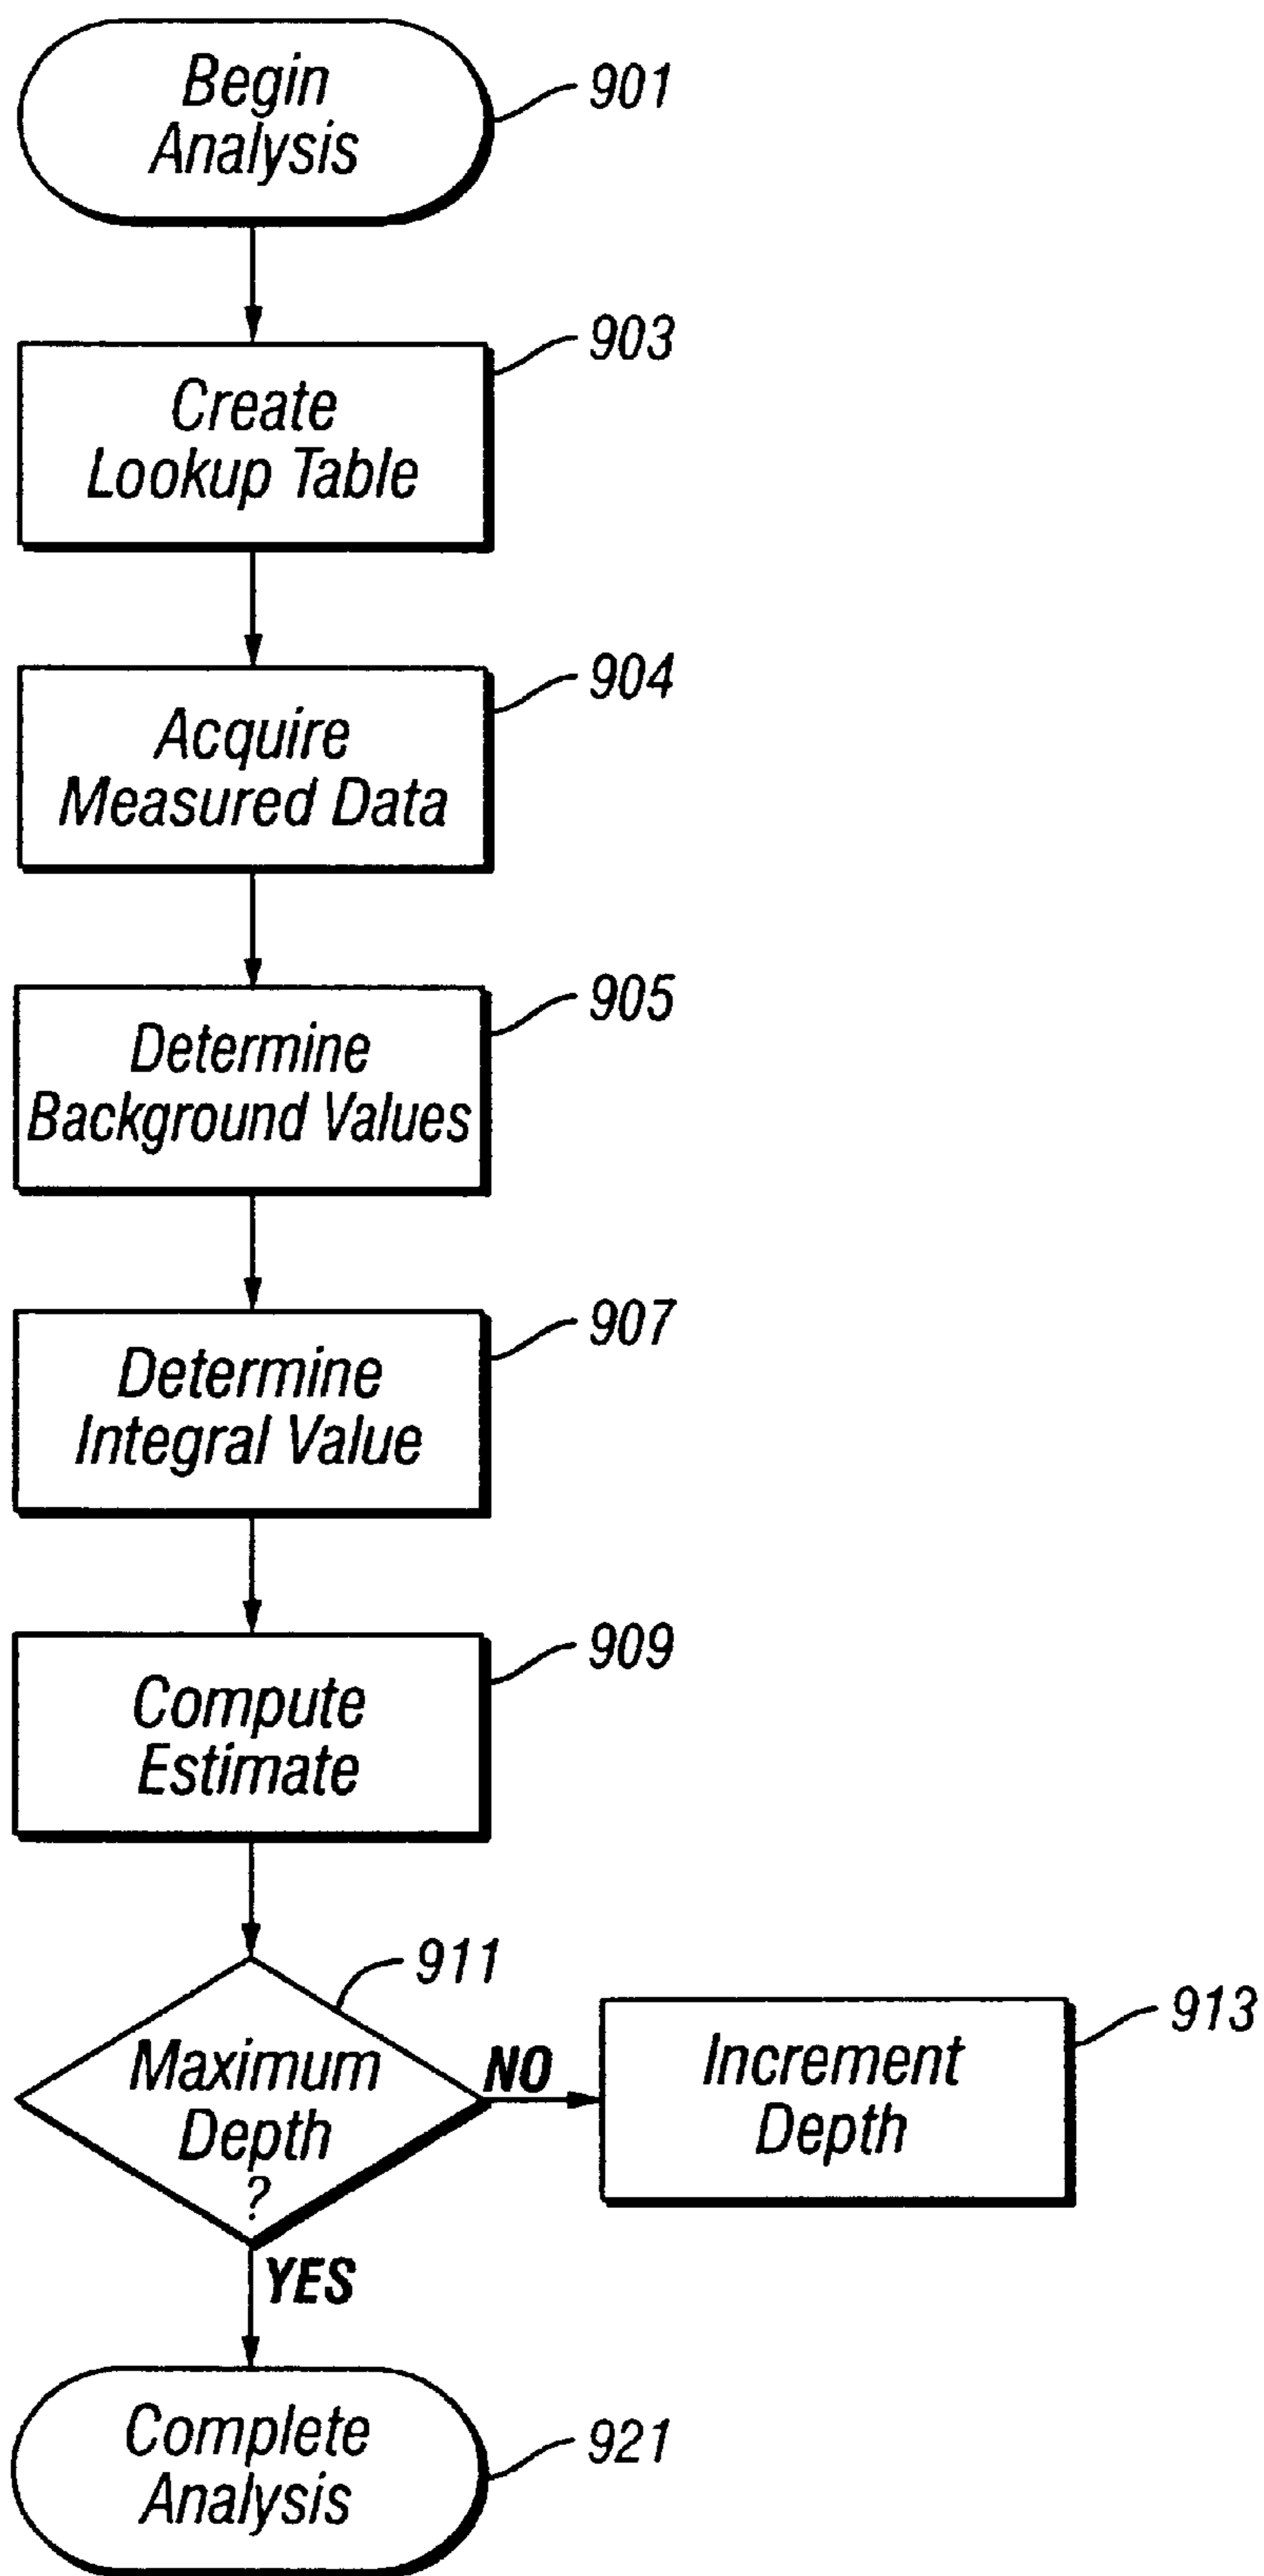 Begin
Analysis
901
Create
Lookup Table
903
Acquire
Measured Data
904
Determine
Background Values
905
Determine
Integral Value
907
Compute
Estimate
909
Maximum
Depth
?
911
NO
Increment
Depth
913
YES
Complete
Analysis
921